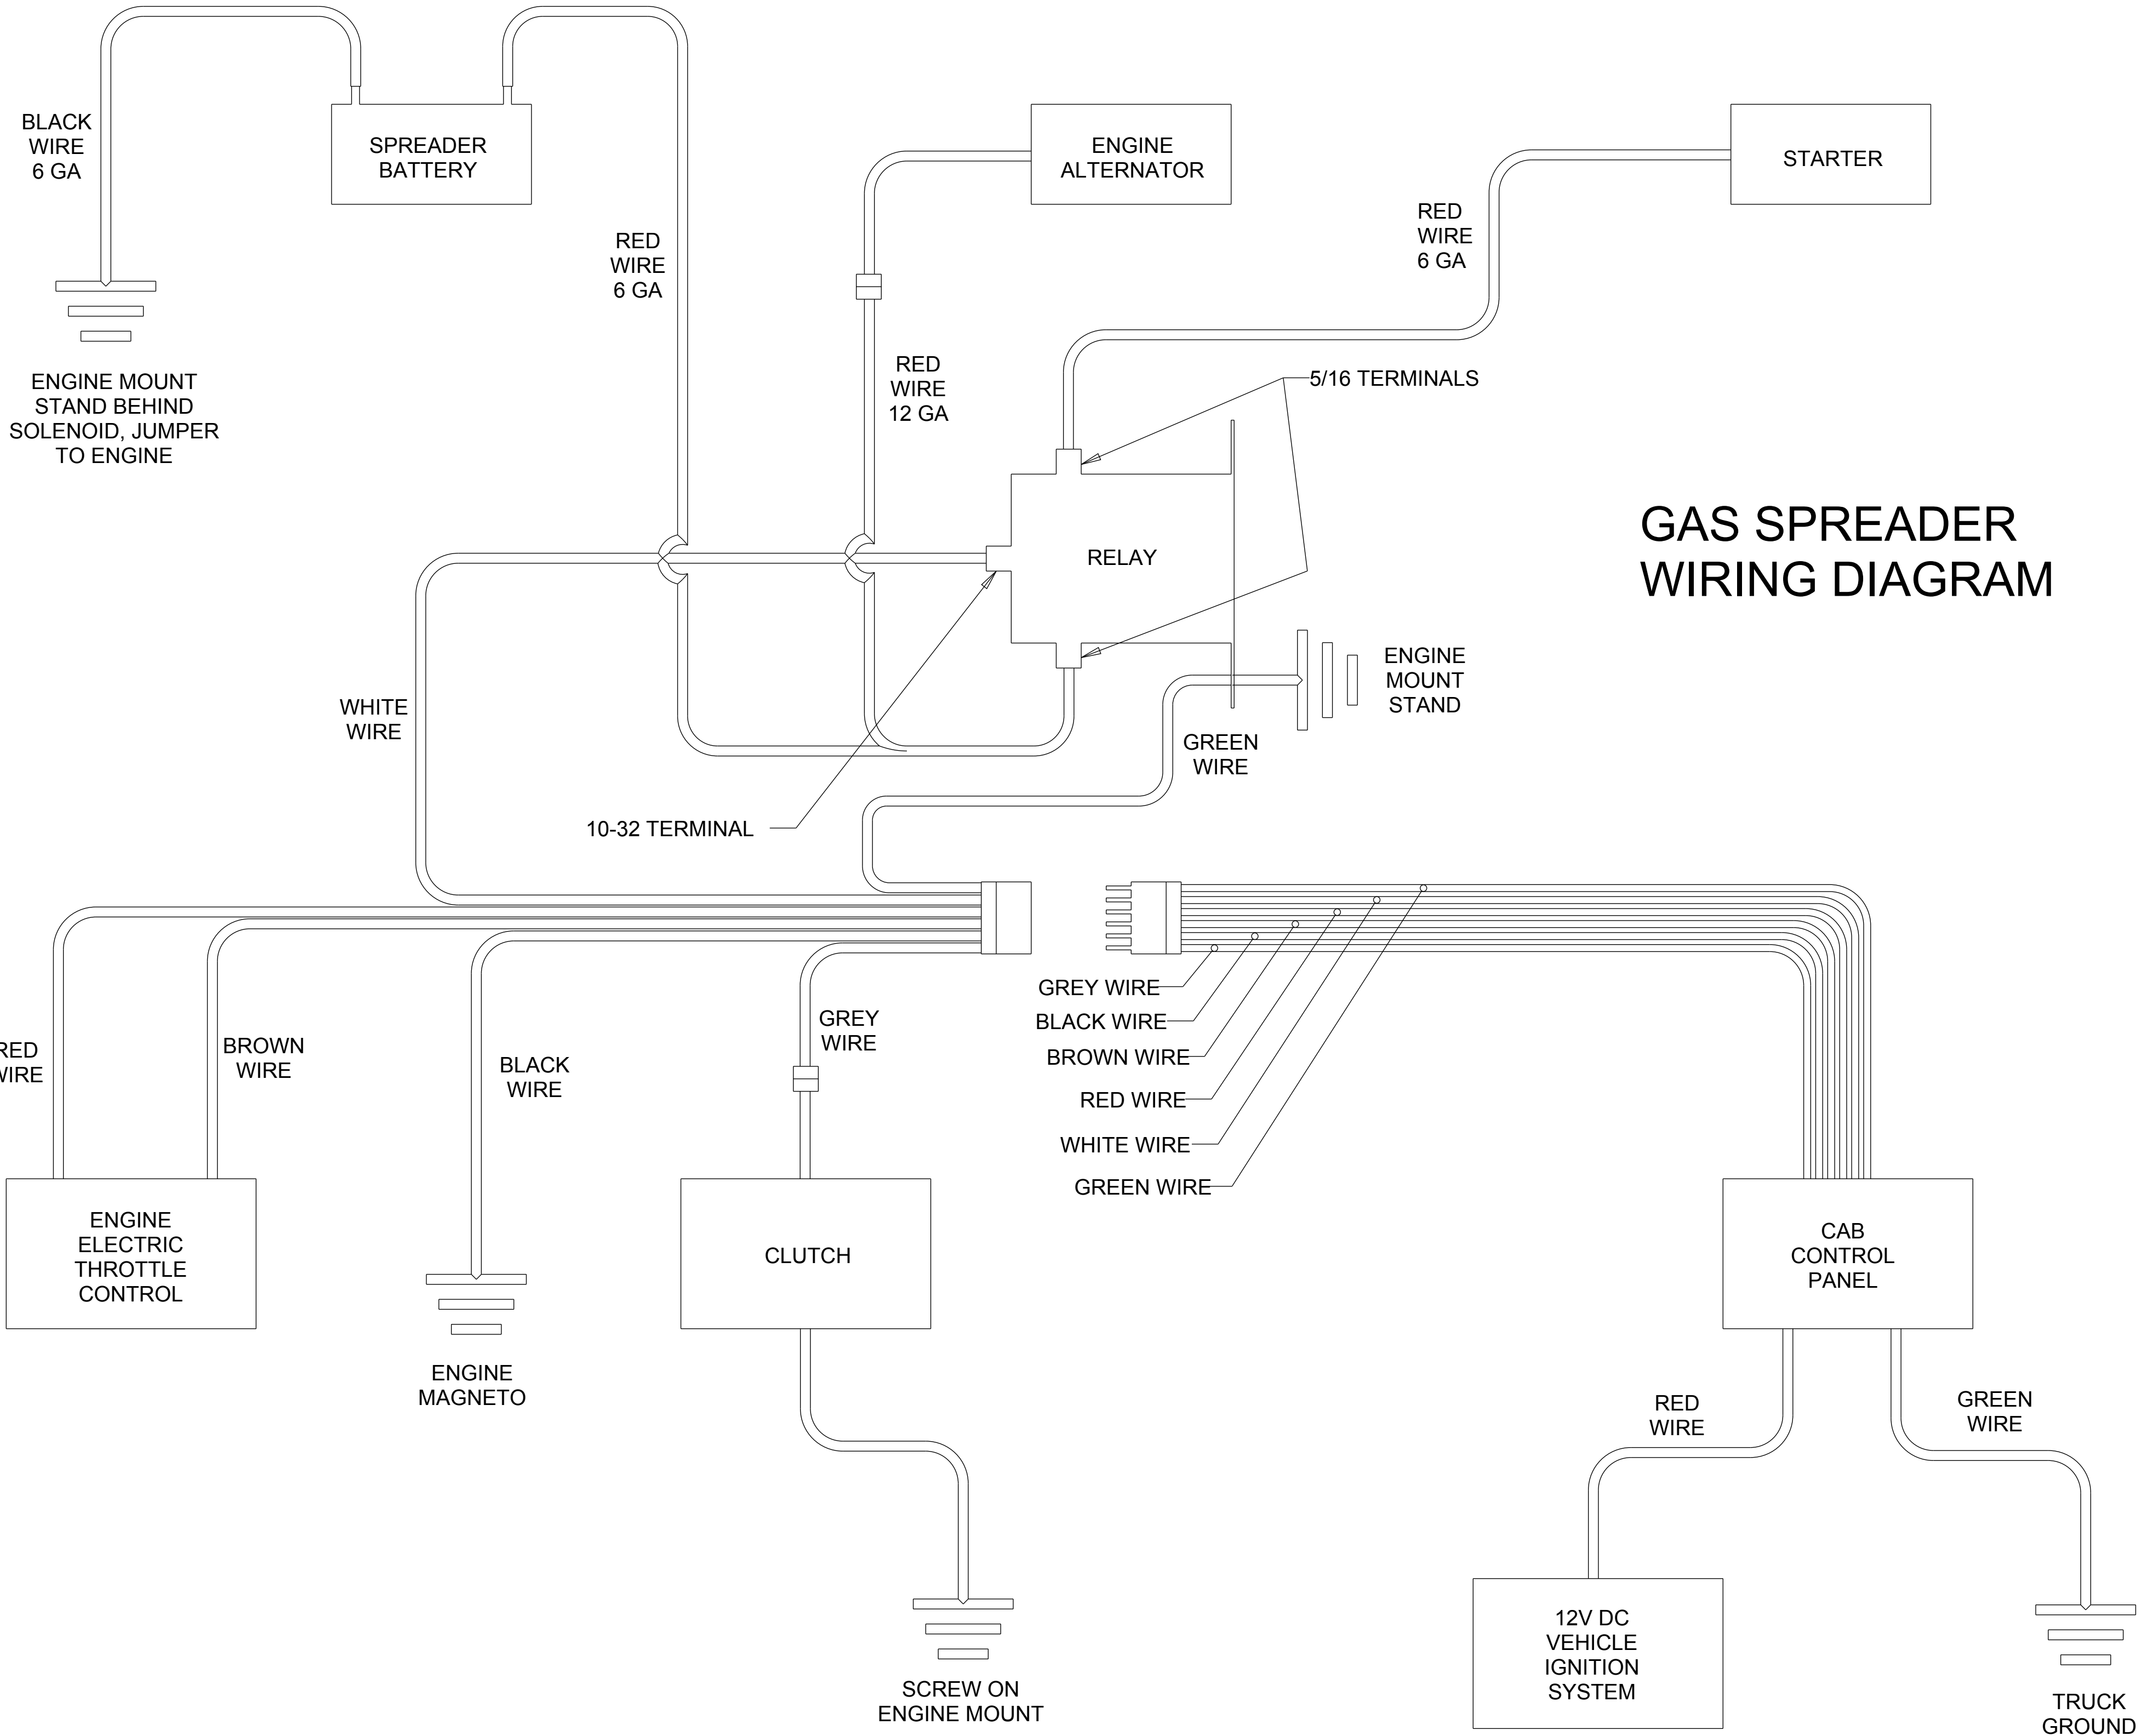 BLACK
WIRE
6 GA
SPREADER
BATTERY
ENGINE
ALTERNATOR
STARTER
RED
WIRE
6 GA
RED
WIRE
6 GA
ENGINE MOUNT
STAND BEHIND
SOLENOID, JUMPER
TO ENGINE
RED
WIRE
12 GA
5/16 TERMINALS
RELAY
GAS SPREADER
WIRING DIAGRAM
ENGINE
MOUNT
STAND
WHITE
WIRE
GREEN
WIRE
10-32 TERMINAL
RED
WIRE
BROWN
WIRE
BLACK
WIRE
GREY
WIRE
GREY WIRE
BLACK WIRE
BROWN WIRE
RED WIRE
WHITE WIRE
GREEN WIRE
ENGINE
ELECTRIC
THROTTLE
CONTROL
CLUTCH
CAB
CONTROL
PANEL
ENGINE
MAGNETO
RED
WIRE
GREEN
WIRE
12V DC
VEHICLE
IGNITION
SYSTEM
SCREW ON
ENGINE MOUNT
TRUCK
GROUND